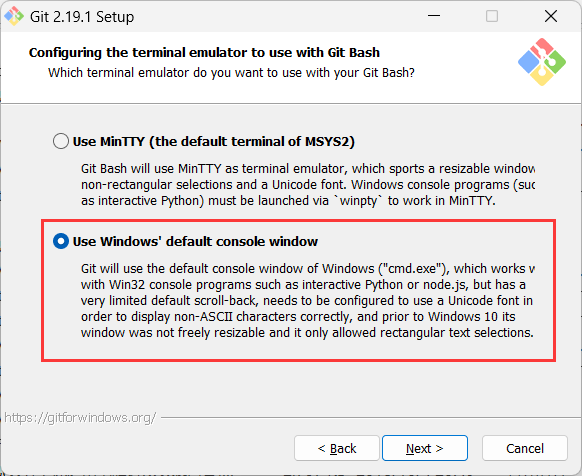 Git 2.19.1 Setup
Configuring the terminal emulator to use with Git Bash
Which terminal emulator do you want to use with your Git Bash?
Use MinTTY (the default terminal of MSYS2)
Git Bash will use MinTTY as terminal emulator, which sports a resizable window
non-rectangular selections and a Unicode font. Windows console programs (suc
as interactive Python) must be launched via `winpty` to work in MinTTY.
Use Windows' default console window
Git will use the default console window of Windows ("cmd.exe"), which works w
with Win32 console programs such as interactive Python or node.js, but has a
very limited default scroll-back, needs to be configured to use a Unicode font in
order to display non-ASCII characters correctly, and prior to Windows 10 its
window was not freely resizable and it only allowed rectangular text selections.
https://gitforwindows.org/
< Back
Next >
Cancel